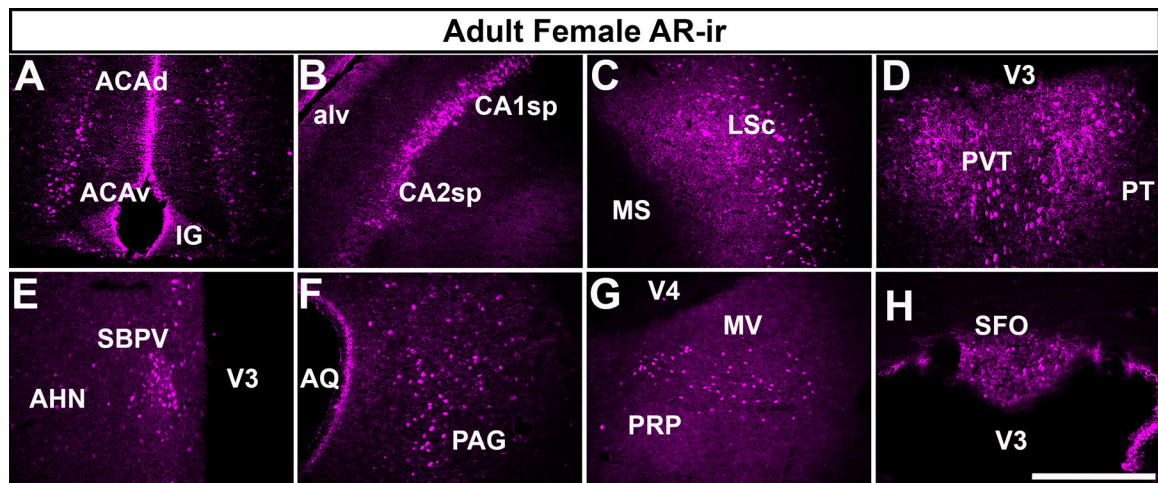 Adult Female AR-ir
A
ACAd
ACAv
IG
B
alv
CA1sp
CA2sp
C
LSc
MS
D
V3
PVT
PT
E
SBPV
AHN
V3
F
AQ
PAG
G
V4
MV
PRP
H
SFO
V3